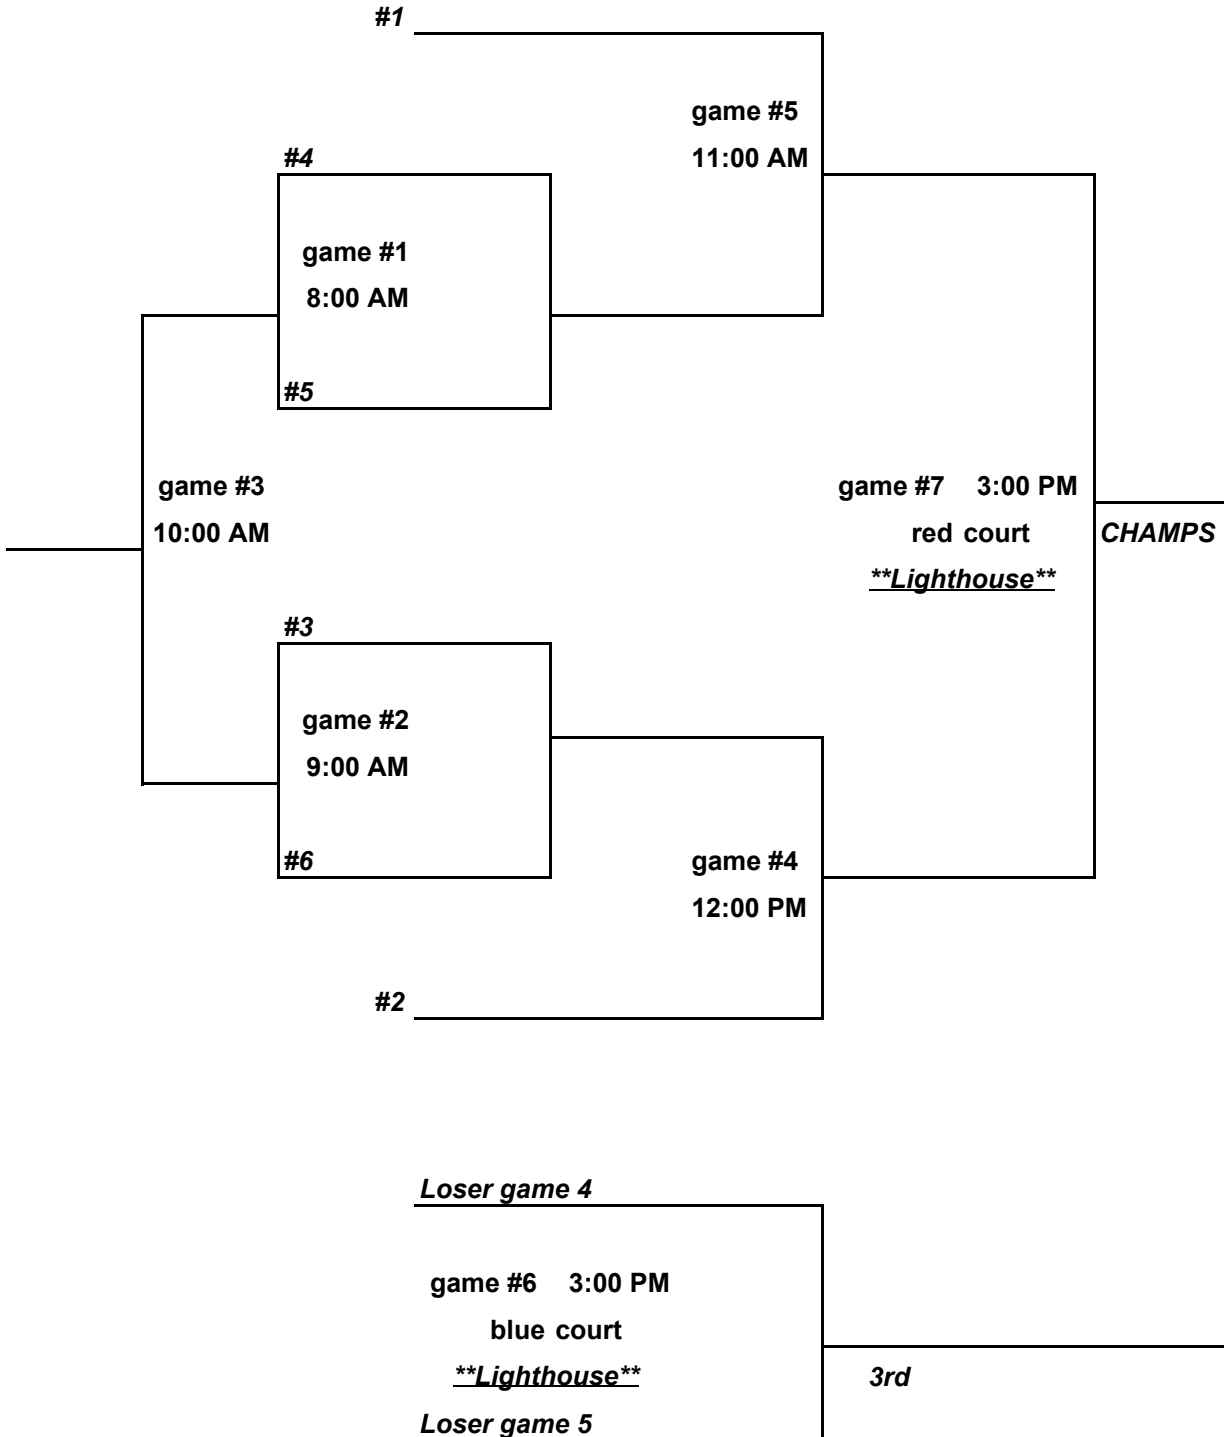 #1
game #5
#4
11:00 AM
game #1
8:00 AM
#5
game #3
game #7 3:00 PM
10:00 AM
red court
CHAMPS
**Lighthouse**
#3
game #2
9:00 AM
#6
game #4
12:00 PM
#2
Loser game 4
game #6 3:00 PM
blue court
**Lighthouse**
3rd
Loser game 5